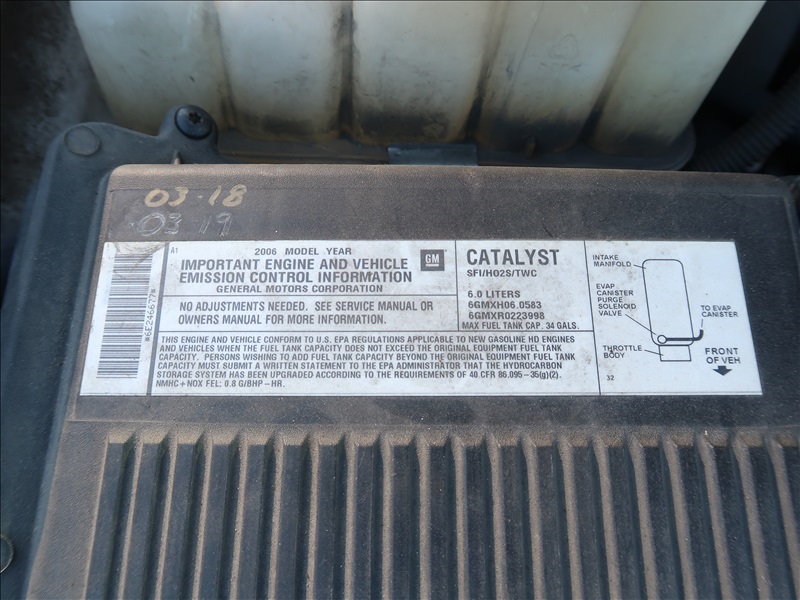 03-18
03 19
*6E246677*
A1
2006 MODEL YEAR
IMPORTANT ENGINE AND VEHICLE
EMISSION CONTROL INFORMATION
GENERAL MOTORS CORPORATION
GM
NO ADJUSTMENTS NEEDED. SEE SERVICE MANUAL OR
OWNERS MANUAL FOR MORE INFORMATION.
CATALYST
SFI/HO2S/TWC
6.0 LITERS
6GMXH06.0583
6GMXR0223998
MAX FUEL TANK CAP. 34 GALS.
THIS ENGINE AND VEHICLE CONFORM TO U.S. EPA REGULATIONS APPLICABLE TO NEW GASOLINE HD ENGINES
AND VEHICLES WHEN THE FUEL TANK CAPACITY DOES NOT EXCEED THE ORIGINAL EQUIPMENT FUEL TANK
CAPACITY. PERSONS WISHING TO ADD FUEL TANK CAPACITY BEYOND THE ORIGINAL EQUIPMENT FUEL TANK
CAPACITY MUST SUBMIT A WRITTEN STATEMENT TO THE EPA ADMINISTRATOR THAT THE HYDROCARBON
STORAGE SYSTEM HAS BEEN UPGRADED ACCORDING TO THE REQUIREMENTS OF 40 CFR 86.095-35(g)(2).
NMHC + NOX FEL: 0.8 G/BHP-HR.
INTAKE
MANIFOLD
EVAP
CANISTER
PURGE
SOLENOID
VALVE
TO EVAP
CANISTER
THROTTLE
BODY
FRONT
OF VEH
32